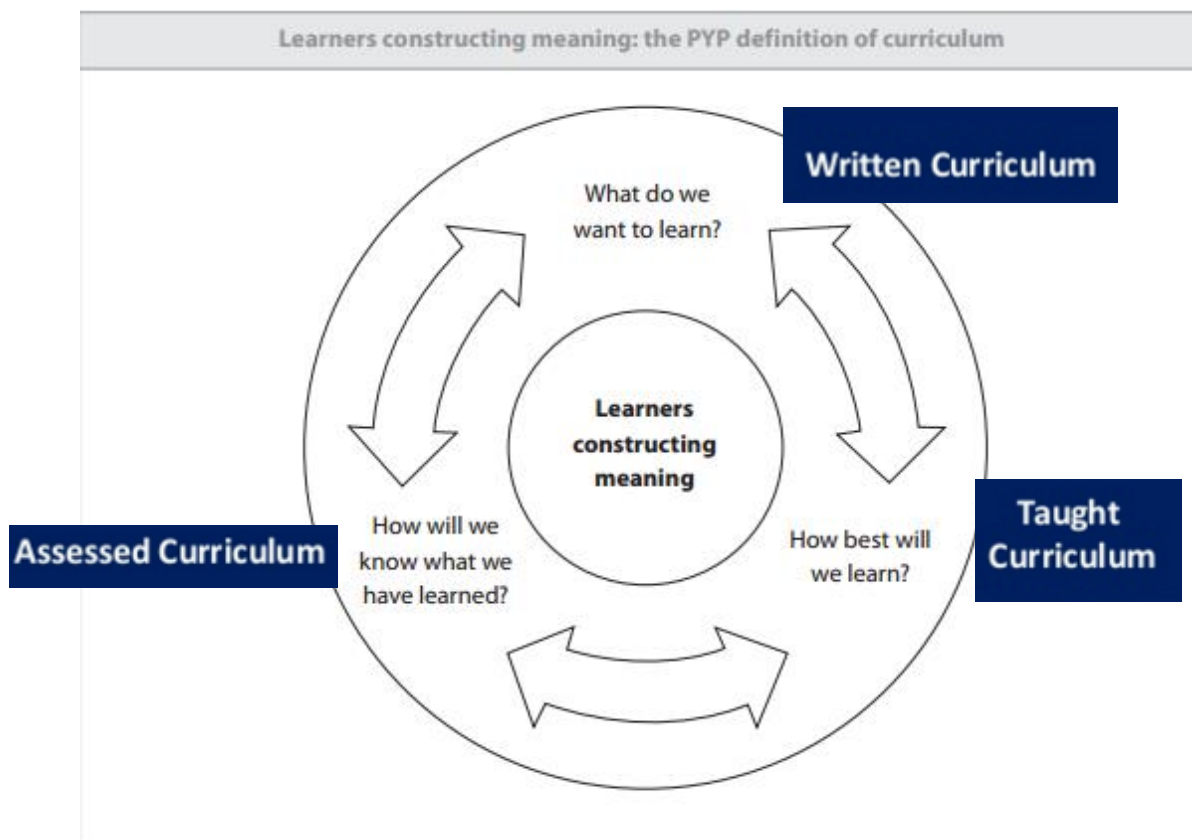 Learners constructing meaning: the PYP definition of curriculum
Written Curriculum
What do we
want to learn?
Learners
constructing
meaning
Assessed Curriculum
How will we
know what we
have learned?
How best will
we learn?
Taught
Curriculum